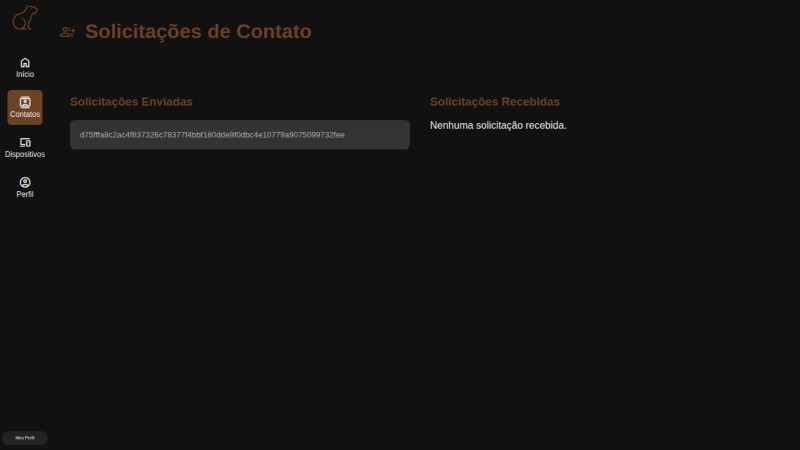 Solicitações de Contato
Início
Contatos
Dispositivos
Perfil
Solicitações Enviadas
d75fffa8c2ac4f837326c78377f4bbf180dde9f0dbc4e10779a9075099732fee
Solicitações Recebidas
Nenhuma solicitação recebida.
Meu Perfil